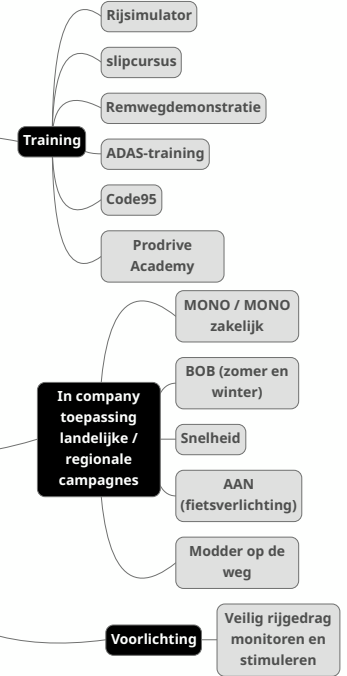 Rijsimulator
slipcursus
Remwegdemonstratie
Training
ADAS-training
Code95
Prodrive
Academy
MONO / MONO
zakelijk
BOB (zomer en
winter)
In company
toepassing
landelijke /
regionale
campagnes
Snelheid
AAN
(fietsverlichting)
Modder op de
weg
Voorlichting
Veilig rijgedrag
monitoren en
stimuleren